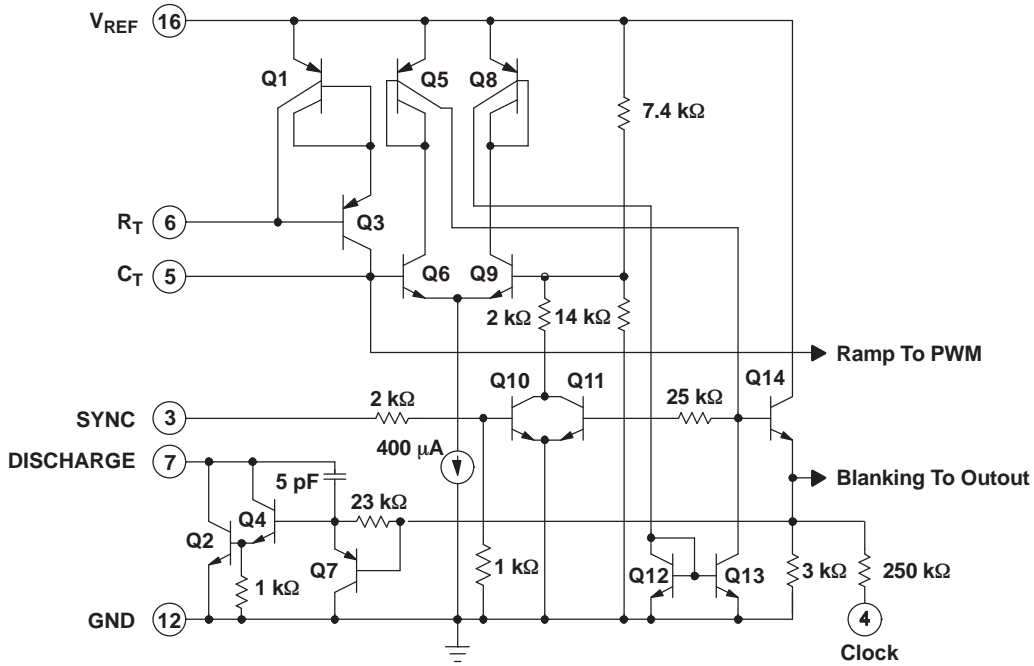 VREF 16
Q1 Q5 Q8
7.4 kΩ
RT 6
Q3
CT 5
Q6 Q9
2 kΩ 14 kΩ
Ramp To PWM
Q10 Q11 Q14
2 kΩ 25 kΩ
SYNC 3
400 μA
DISCHARGE 7
Blanking To Outout
5 pF
23 kΩ
Q4
Q2
Q7 Q12 Q13
1 kΩ 1 kΩ 3 kΩ 250 kΩ
GND 12
4
Clock